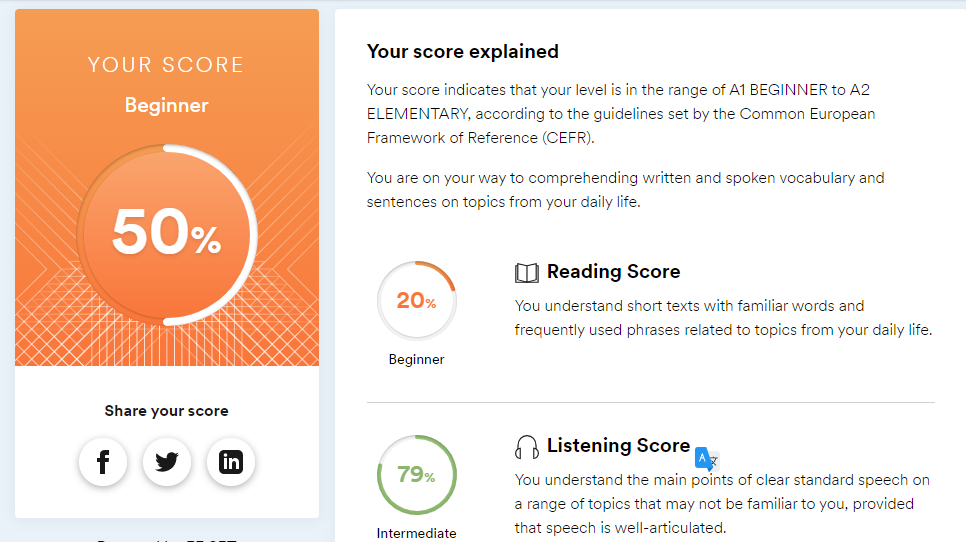 YOUR SCORE
Beginner
50%
Share your score
Your score explained
Your score indicates that your level is in the range of A1 BEGINNER to A2
ELEMENTARY, according to the guidelines set by the Common European
Framework of Reference (CEFR).
You are on your way to comprehending written and spoken vocabulary and
sentences on topics from your daily life.
20%
Beginner
Reading Score
You understand short texts with familiar words and
frequently used phrases related to topics from your daily life.
79%
Intermediate
Listening Score
You understand the main points of clear standard speech on
a range of topics that may not be familiar to you, provided
that speech is well-articulated.